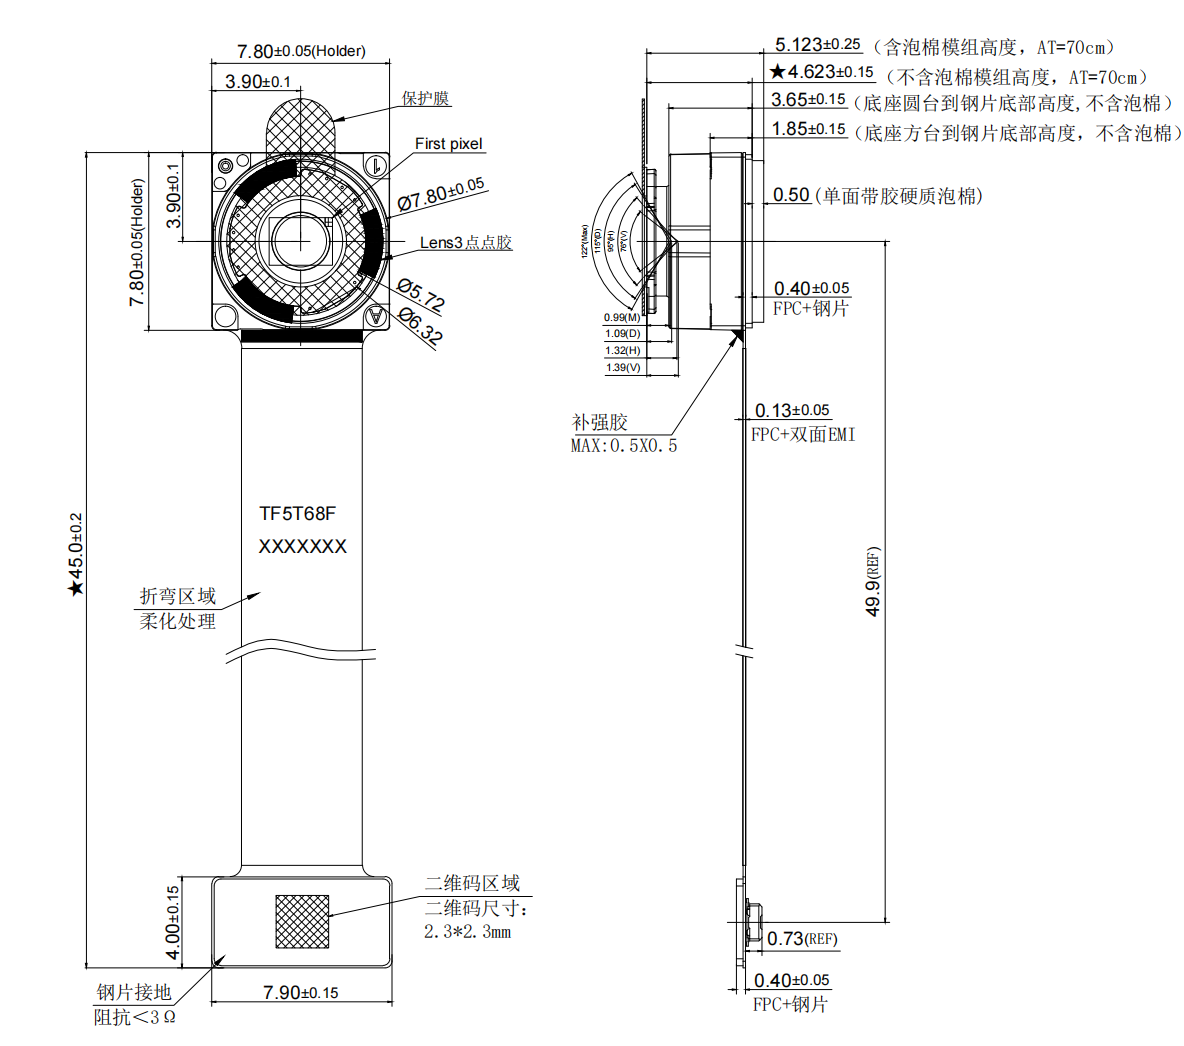 7.80±0.05(Holder)
3.90±0.1
保护膜
First pixel
Ø7.80±0.05
Lens3点点胶
Ø5.72
Ø6.32
3.90±0.1
7.80±0.05(Holder)
★45.0±0.2
TF5T68F
XXXXXXX
折弯区域
柔化处理
4.00±0.15
二维码区域
二维码尺寸:
2.3*2.3mm
钢片接地
阻抗<3Ω
7.90±0.15
5.123±0.25 (含泡棉模组高度, AT=70cm)
★4.623±0.15 (不含泡棉模组高度, AT=70cm)
3.65±0.15 (底座圆台到钢片底部高度, 不含泡棉)
1.85±0.15 (底座方台到钢片底部高度, 不含泡棉)
0.50 (单面带胶硬质泡棉)
122°(Max)
115°(D)
95°(H)
76°(V)
0.40±0.05
FPC+钢片
0.99(M)
1.09(D)
1.32(H)
1.39(V)
补强胶
MAX:0.5X0.5
0.13±0.05
FPC+双面EMI
49.9(REF)
0.73(REF)
0.40±0.05
FPC+钢片